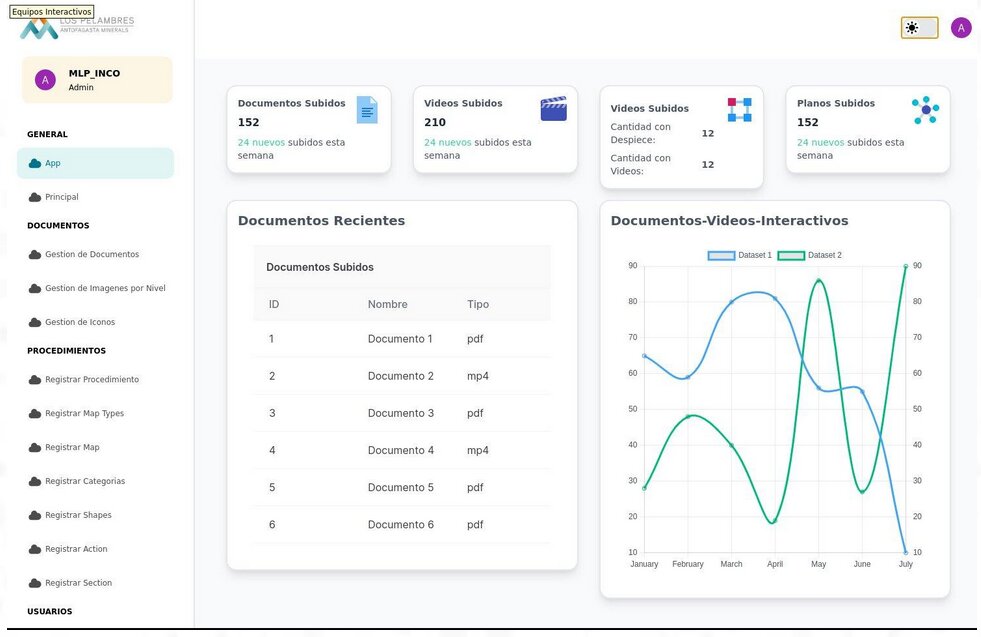 Equipos Interactivos
LOS PELAMBRES
ANTOFAGASTA MINERALS
A
A
MLP_INCO
Admin
GENERAL
App
Principal
DOCUMENTOS
Gestion de Documentos
Gestion de Imagenes por Nivel
Gestion de Iconos
PROCEDIMIENTOS
Registrar Procedimiento
Registrar Map Types
Registrar Map
Registrar Categorias
Registrar Shapes
Registrar Action
Registrar Section
USUARIOS
Documentos Subidos
152
24 nuevos subidos esta
semana
Videos Subidos
210
24 nuevos subidos esta
semana
Videos Subidos
Cantidad con
Despiece: 12
Cantidad con
Videos: 12
Planos Subidos
152
24 nuevos subidos esta
semana
Documentos Recientes
Documentos Subidos
ID Nombre Tipo
1 Documento 1 pdf
2 Documento 2 mp4
3 Documento 3 pdf
4 Documento 4 mp4
5 Documento 5 pdf
6 Documento 6 pdf
Documentos-Videos-Interactivos
Dataset 1 Dataset 2
90 90
80 80
70 70
60 60
50 50
40 40
30 30
20 20
10 10
January February March April May June July